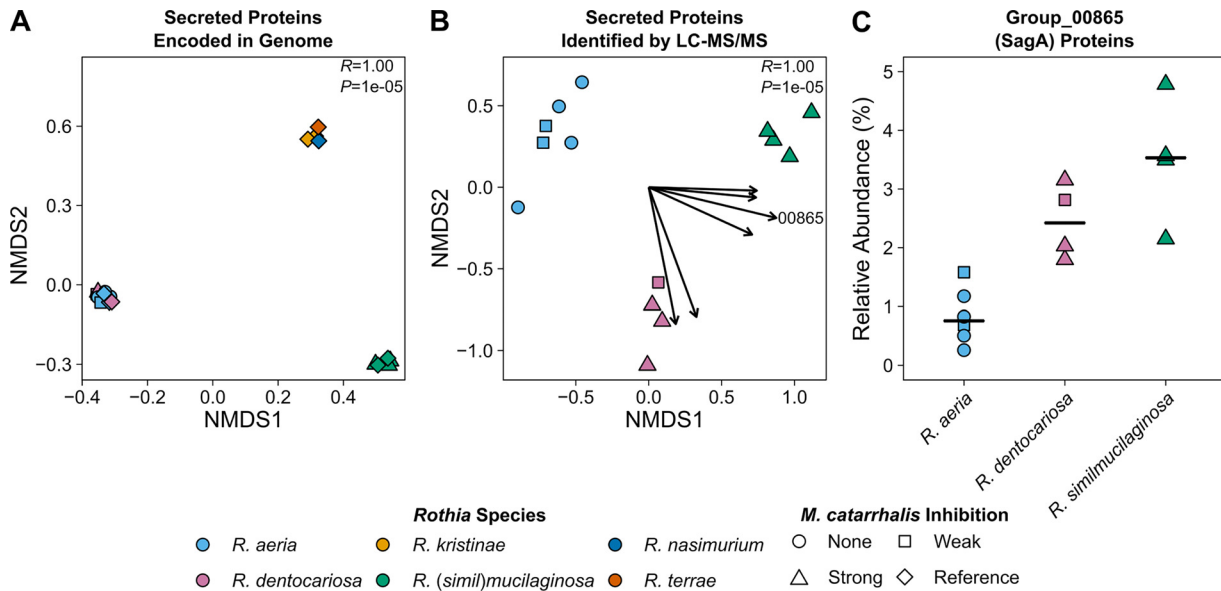 A
Secreted Proteins
Encoded in Genome
R=1.00
P=1e-05
NMDS2
0.6
0.3
0.0
−0.3
−0.4
−0.2
0.0
0.2
0.4
NMDS1
B
Secreted Proteins
Identified by LC-MS/MS
R=1.00
P=1e-05
NMDS2
0.5
0.0
−0.5
−1.0
00865
−0.5
0.0
0.5
1.0
NMDS1
C
Group_00865
(SagA) Proteins
Relative Abundance (%)
5
4
3
2
1
0
R. aeria
R. dentocariosa
R. similmucilaginosa
Rothia Species
R. aeria
R. kristinae
R. nasimurium
R. dentocariosa
R. (simil)mucilaginosa
R. terrae
M. catarrhalis Inhibition
None
Weak
Strong
Reference